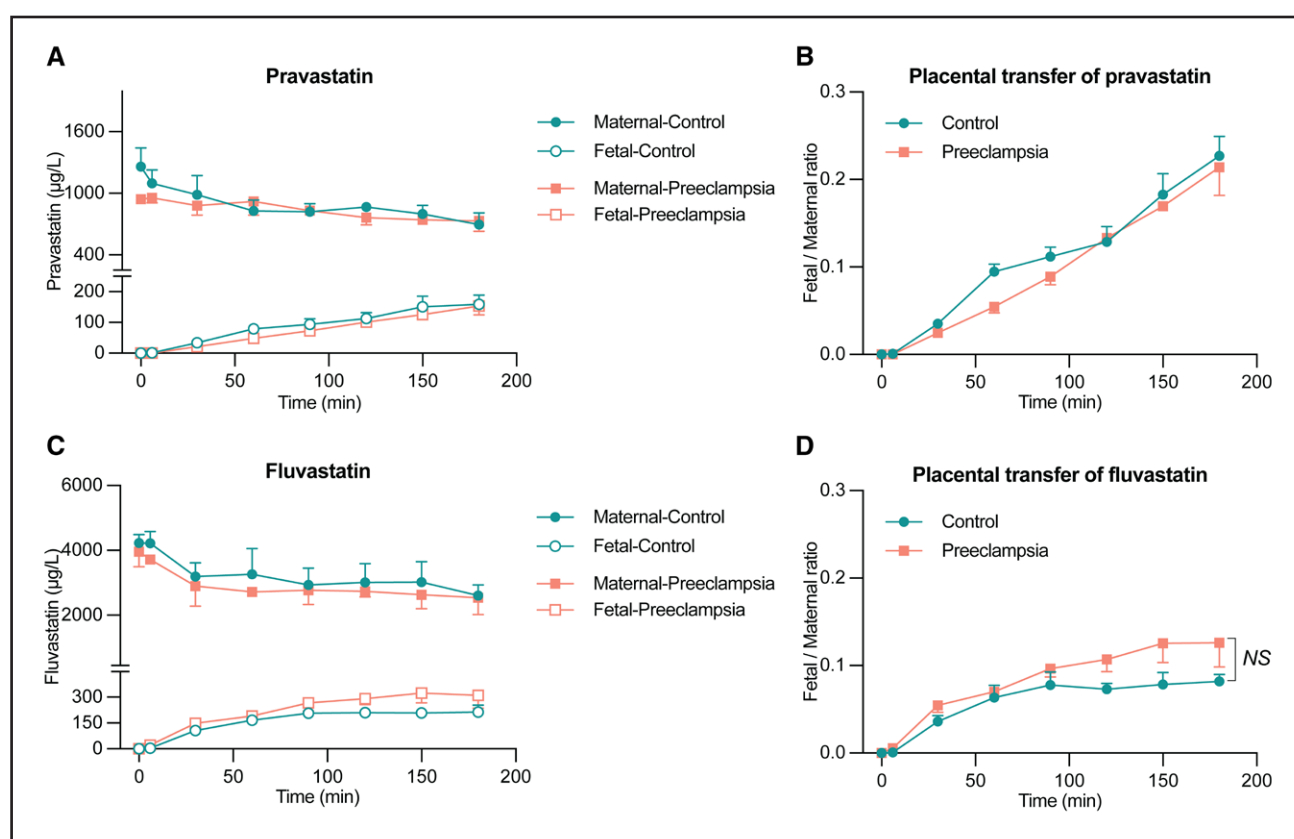 A
Pravastatin
Pravastatin (µg/L)
1600
1000
400
200
100
0
0 50 100 150 200
Time (min)
Maternal-Control
Fetal-Control
Maternal-Preeclampsia
Fetal-Preeclampsia
B
Placental transfer of pravastatin
Fetal / Maternal ratio
0.3
0.2
0.1
0.0
0 50 100 150 200
Time (min)
Control
Preeclampsia
C
Fluvastatin
Fluvastatin (µg/L)
6000
4000
2000
300
150
0
0 50 100 150 200
Time (min)
Maternal-Control
Fetal-Control
Maternal-Preeclampsia
Fetal-Preeclampsia
D
Placental transfer of fluvastatin
Fetal / Maternal ratio
0.3
0.2
0.1
0.0
0 50 100 150 200
Time (min)
Control
Preeclampsia
NS